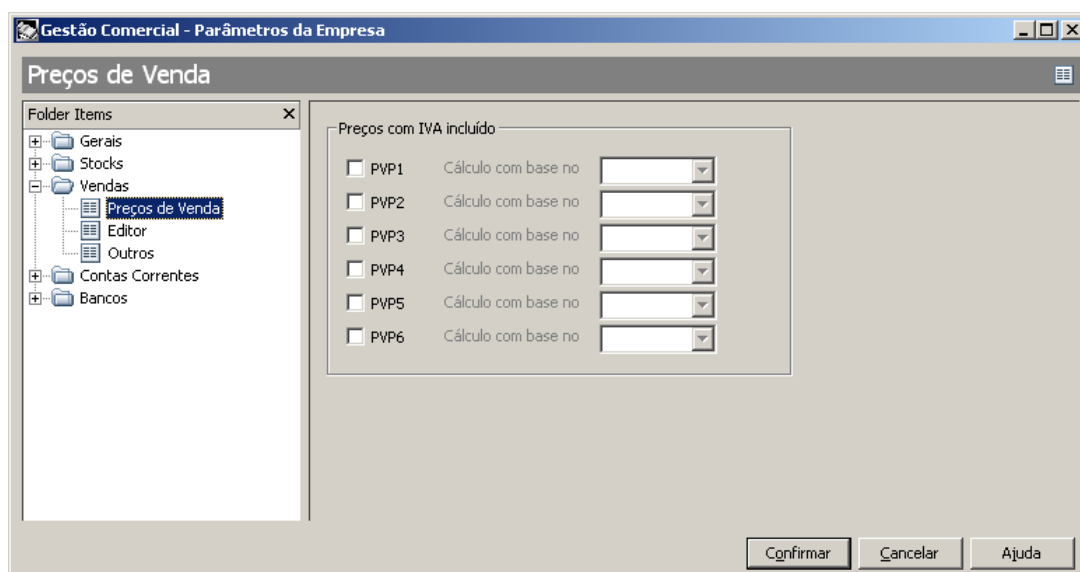 Gestão Comercial - Parâmetros da Empresa
Preços de Venda
Folder Items
Gerais
Stocks
Vendas
Preços de Venda
Editor
Outros
Contas Correntes
Bancos
Preços com IVA incluído
PVP1 Cálculo com base no
PVP2 Cálculo com base no
PVP3 Cálculo com base no
PVP4 Cálculo com base no
PVP5 Cálculo com base no
PVP6 Cálculo com base no
Confirmar Cancelar Ajuda